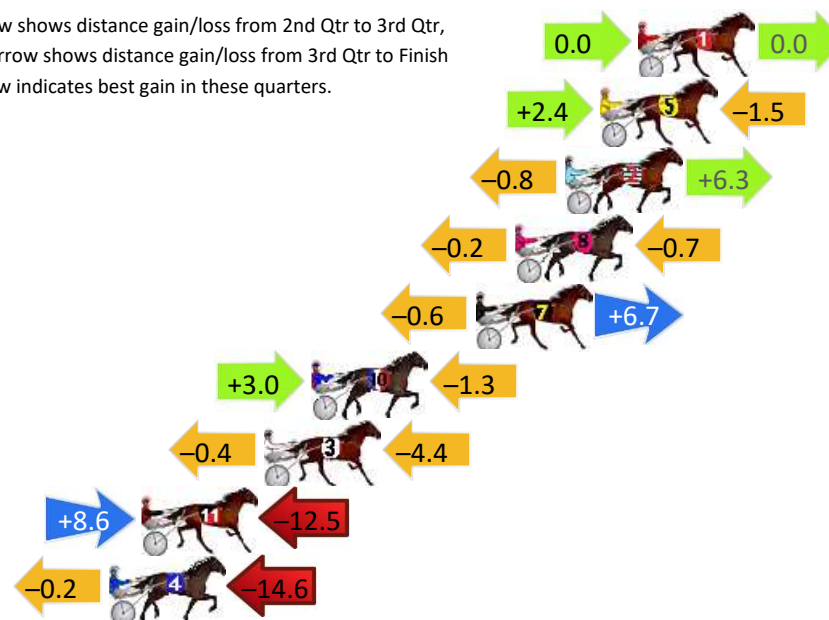 w shows distance gain/loss from 2nd Qtr to 3rd Qtr,
rrow shows distance gain/loss from 3rd Qtr to Finish
w indicates best gain in these quarters.
0.0 1 0.0
+2.4 5 –1.5
–0.8 2 +6.3
–0.2 8 –0.7
–0.6 7 +6.7
+3.0 10 –1.3
–0.4 3 –4.4
+8.6 11 –12.5
–0.2 4 –14.6